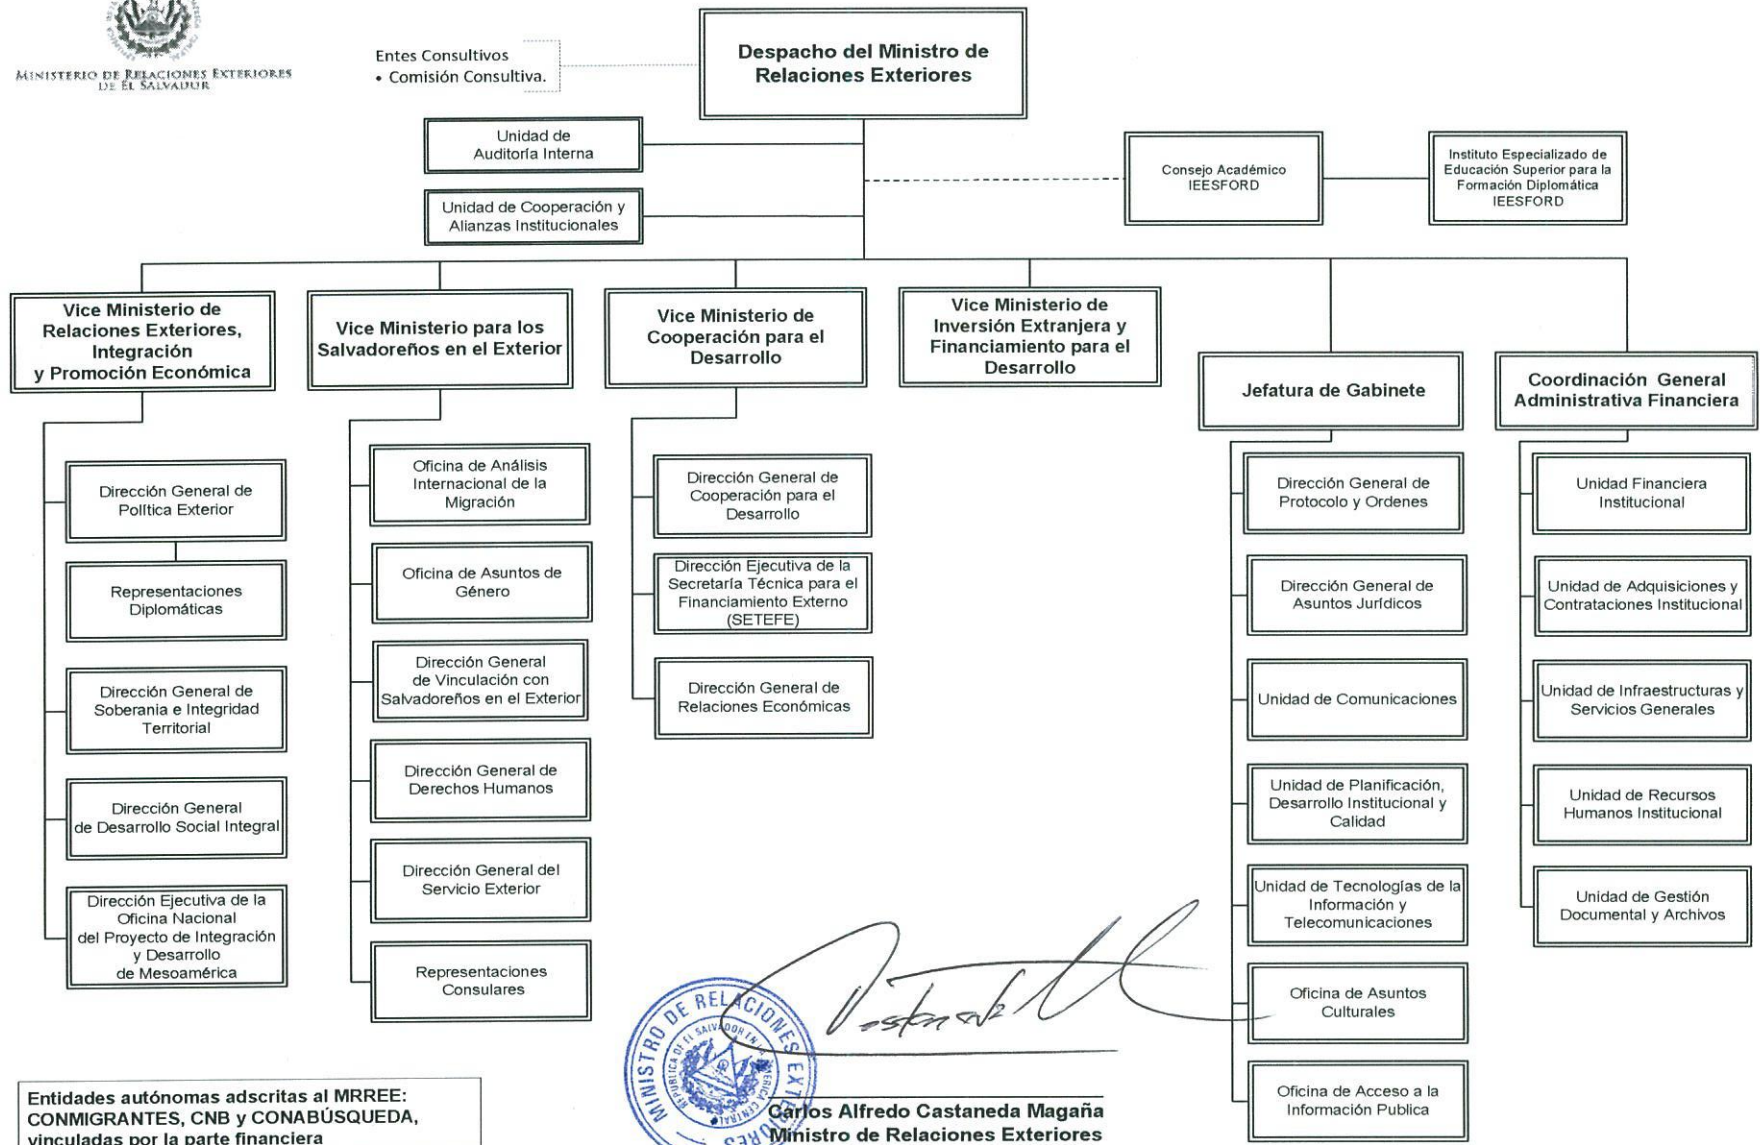 MINISTERIO DE RELACIONES EXTERIORES
DE EL SALVADOR
Entes Consultivos
• Comisión Consultiva.
Despacho del Ministro de
Relaciones Exteriores
Unidad de
Auditoría Interna
Unidad de Cooperación y
Alianzas Institucionales
Consejo Académico
IEESFORD
Instituto Especializado de
Educación Superior para la
Formación Diplomática
IEESFORD
Vice Ministerio de
Relaciones Exteriores,
Integración
y Promoción Económica
Vice Ministerio para los
Salvadoreños en el Exterior
Vice Ministerio de
Cooperación para el
Desarrollo
Vice Ministerio de
Inversión Extranjera y
Financiamiento para el
Desarrollo
Jefatura de Gabinete
Coordinación General
Administrativa Financiera
Dirección General de
Política Exterior
Representaciones
Diplomáticas
Dirección General de
Soberania e Integridad
Territorial
Dirección General
de Desarrollo Social Integral
Dirección Ejecutiva de la
Oficina Nacional
del Proyecto de Integración
y Desarrollo
de Mesoamérica
Oficina de Análisis
Internacional de la
Migración
Oficina de Asuntos de
Género
Dirección General
de Vinculación con
Salvadoreños en el Exterior
Dirección General de
Derechos Humanos
Dirección General del
Servicio Exterior
Representaciones
Consulares
Dirección General de
Cooperación para el
Desarrollo
Dirección Ejecutiva de la
Secretaría Técnica para el
Financiamiento Externo
(SETEFE)
Dirección General de
Relaciones Económicas
Dirección General de
Protocolo y Ordenes
Dirección General de
Asuntos Jurídicos
Unidad de Comunicaciones
Unidad de Planificación,
Desarrollo Institucional y
Calidad
Unidad de Tecnologías de la
Información y
Telecomunicaciones
Oficina de Asuntos
Culturales
Oficina de Acceso a la
Información Publica
Unidad Financiera
Institucional
Unidad de Adquisiciones y
Contrataciones Institucional
Unidad de Infraestructuras y
Servicios Generales
Unidad de Recursos
Humanos Institucional
Unidad de Gestión
Documental y Archivos
Entidades autónomas adscritas al MRREE:
CONMIGRANTES, CNB y CONABÚSQUEDA,
vinculadas por la parte financiera
MINISTRO DE RELACIONES EXTERIORES
REPUBLICA DE EL SALVADOR EN LA AMERICA CENTRAL
Carlos Alfredo Castaneda Magaña
Ministro de Relaciones Exteriores